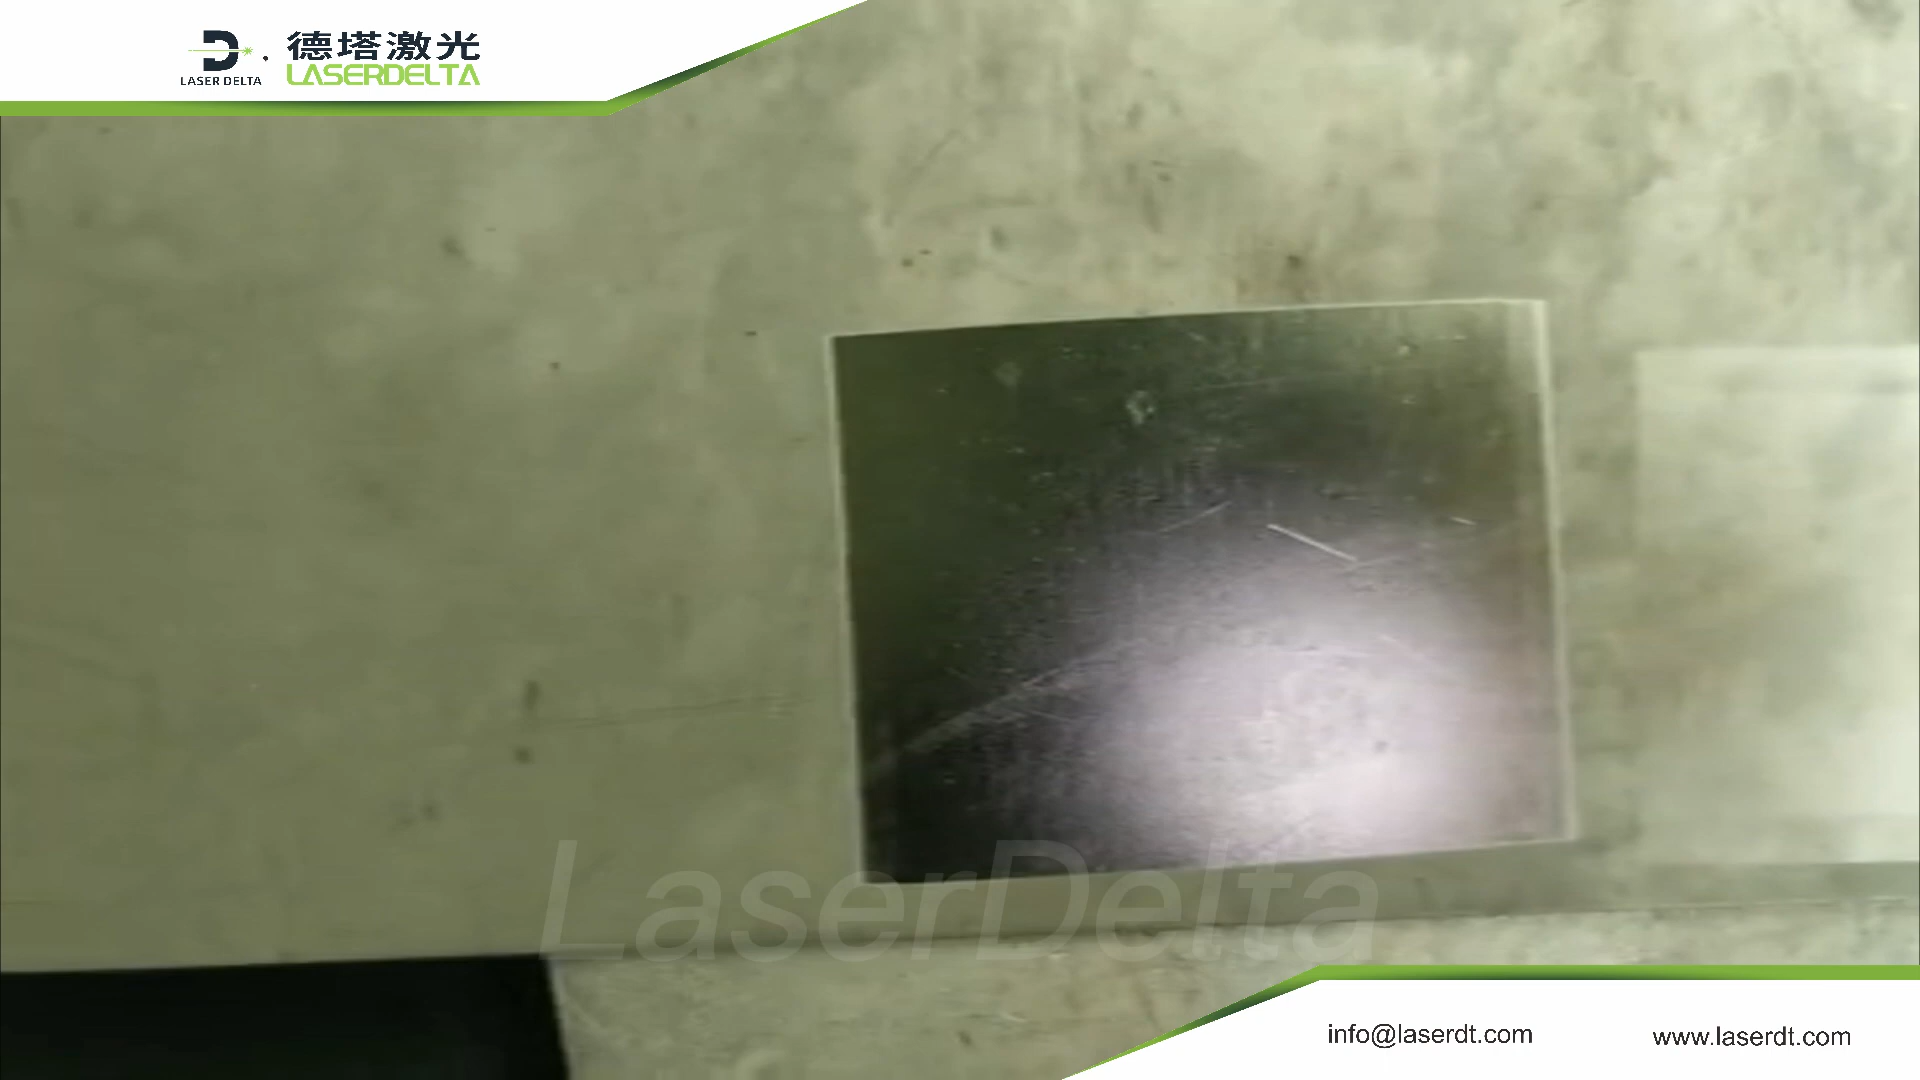 D.
LASER DELTA
德塔激光
LASERDELTA
LaserDelta
info@laserdt.com
www.laserdt.com